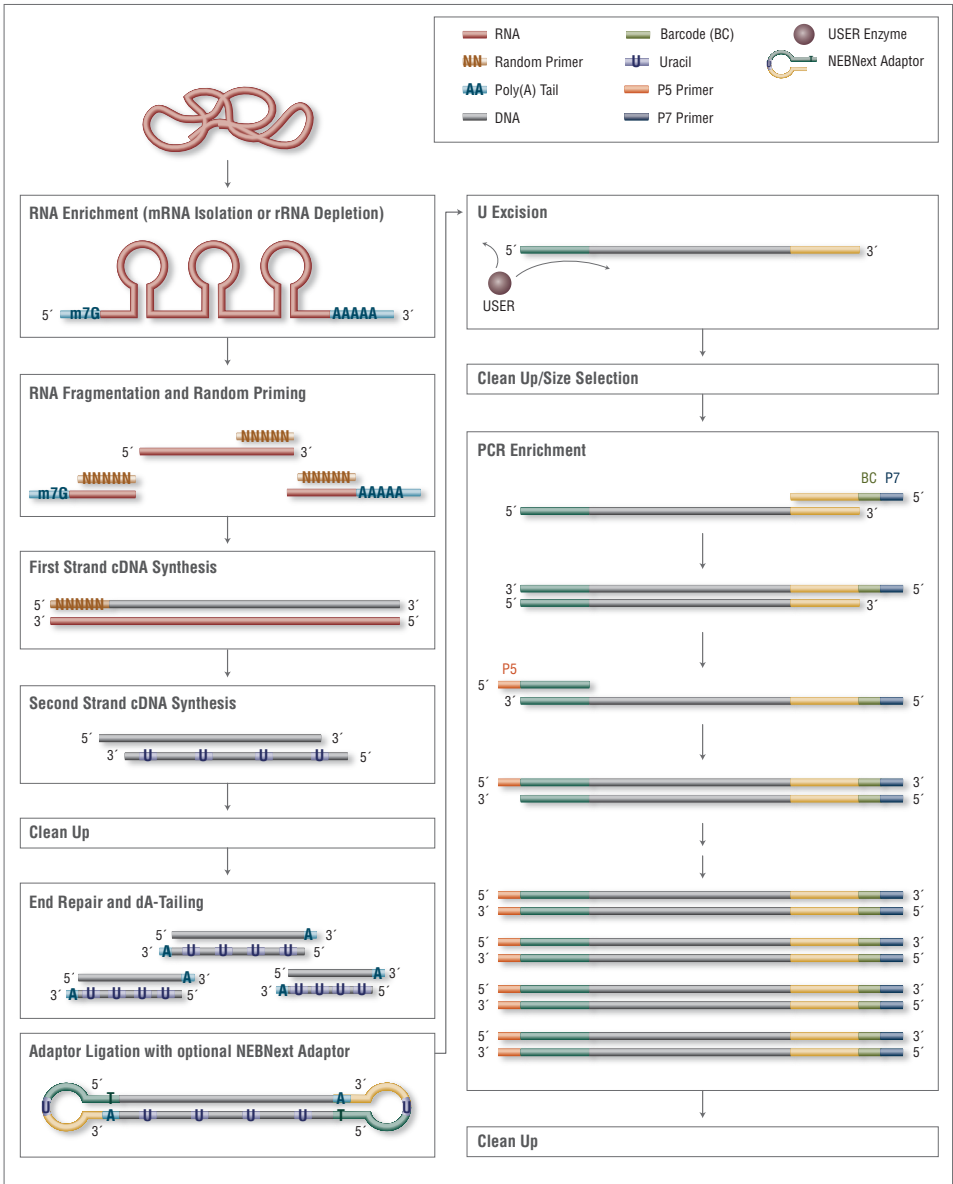 RNA
Random Primer
Poly(A) Tail
DNA
Barcode (BC)
Uracil
P5 Primer
P7 Primer
USER Enzyme
NEBNext Adaptor
NN
AA
U
T
U
RNA Enrichment (mRNA Isolation or rRNA Depletion)
5´ m7G AAAAA 3´
RNA Fragmentation and Random Priming
NNNNN
5´ 3´
NNNNN NNNNN
m7G AAAAA
First Strand cDNA Synthesis
5´ NNNNN 3´
3´ 5´
Second Strand cDNA Synthesis
5´ 3´
3´ U U U U 5´
Clean Up
End Repair and dA-Tailing
5´ A 3´
3´ A U U U U 5´
5´ A 3´
3´ A U U U U 5´
5´ A 3´
3´ A U U U U 5´
Adaptor Ligation with optional NEBNext Adaptor
5´ 3´
T A
U U
A U U U U T
3´ 5´
U Excision
5´ 3´
USER
Clean Up/Size Selection
PCR Enrichment
BC P7
5´
5´ 3´
3´ 5´
5´ 3´
P5
5´
3´ 5´
5´ 3´
3´ 5´
5´ 3´
3´ 5´
5´ 3´
3´ 5´
5´ 3´
3´ 5´
5´ 3´
3´ 5´
Clean Up